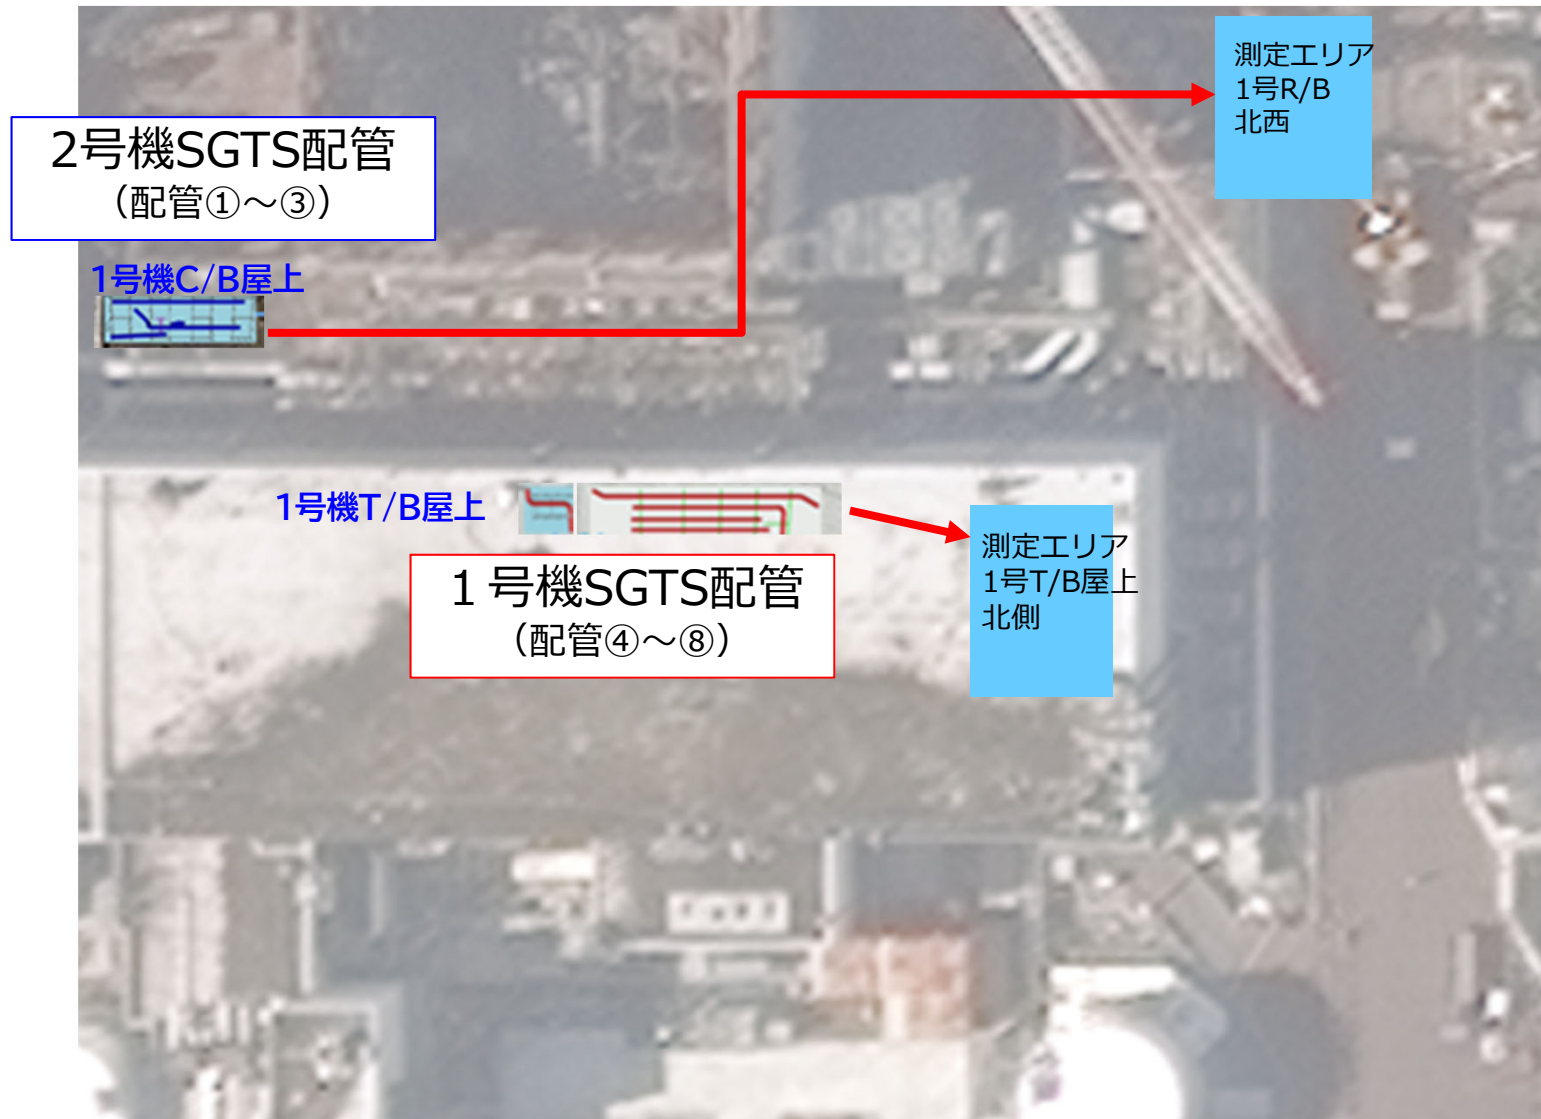 測定エリア
1号R/B
北西
2号機SGTS配管
（配管①～③）
1号機C/B屋上
1号機T/B屋上
測定エリア
1号T/B屋上
北側
１号機SGTS配管
（配管④～⑧）